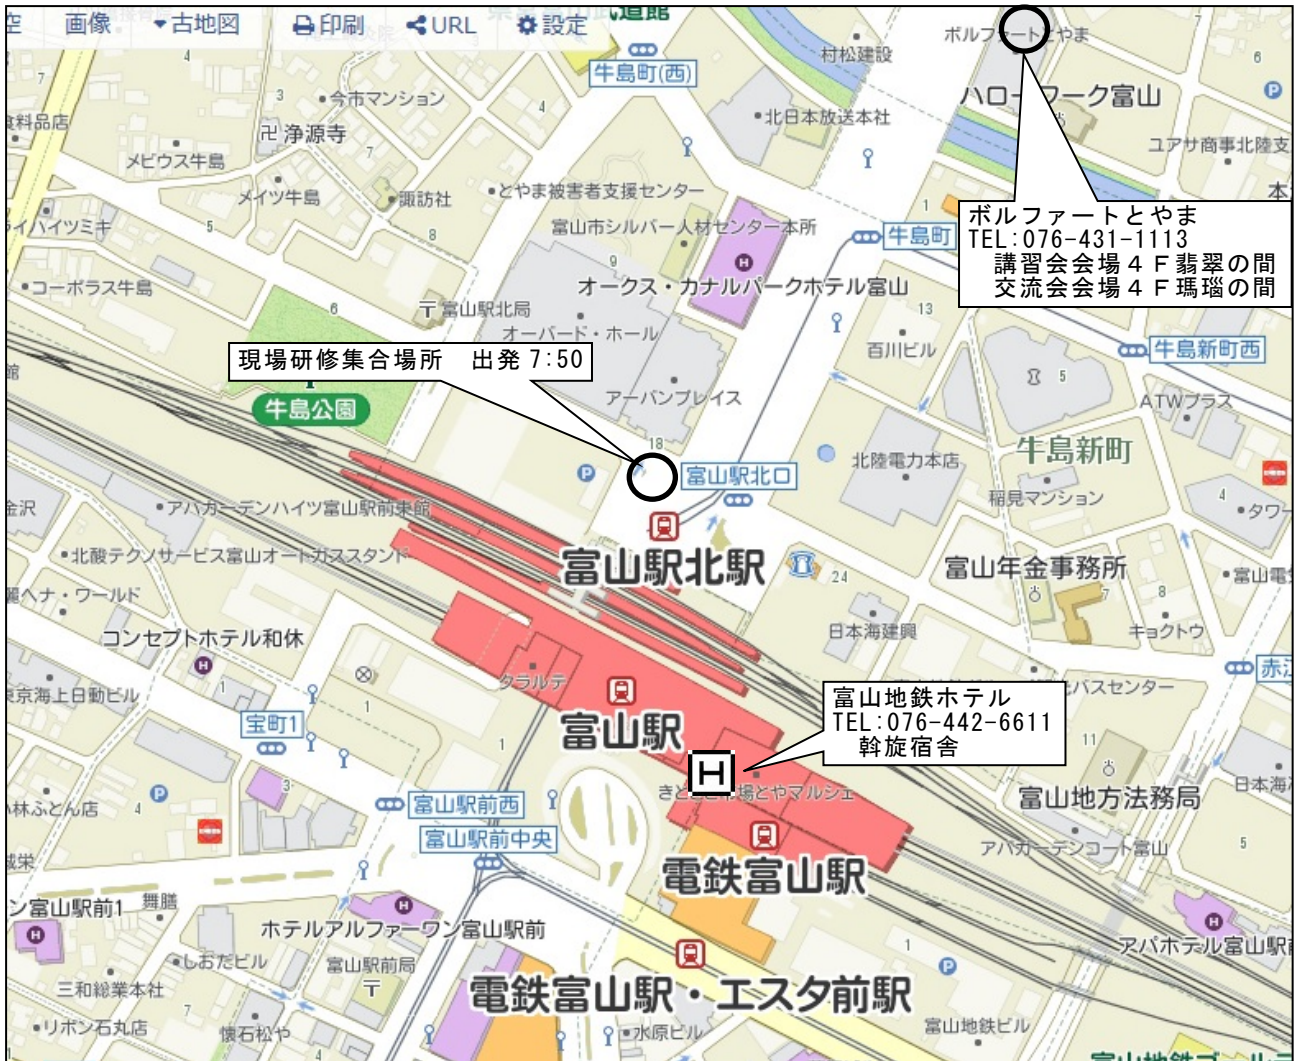 画像
古地図
印刷
URL
設定
ボルファートとやま
村松建設
牛島町(西)
ハローワーク富山
今市マンション
北日本放送本社
浄源寺
メビウス牛島
ユアサ商事北陸支
メイツ牛島
諏訪社
とやま被害者支援センター
富山市シルバー人材センター本所
牛島町
ボルファートとやま
TEL:076-431-1113
講習会会場4F翡翠の間
交流会会場4F瑪瑙の間
コーポラス牛島
富山駅北局
オークス・カナルパークホテル富山
オーバード・ホール
百川ビル
牛島新町西
現場研修集合場所 出発7:50
牛島公園
アーバンプレイス
ATWプラス
牛島新町
富山駅北口
北陸電力本店
稲見マンション
アパガーデンハイツ富山駅前東館
北酸テクノサービス富山オートガススタンド
富山駅北駅
富山年金事務所
コンセプトホテル和休
日本海建興
キョクトウ
タラルテ
バスセンター
富山地鉄ホテル
TEL:076-442-6611
斡旋宿舎
宝町1
富山駅
富山駅前西
富山駅前中央
富山地方法務局
電鉄富山駅
アパガーデンコート富山
舞膳
ホテルアルファーワン富山駅前
アパホテル富山駅前
しおだビル
富山駅前局
三和総業本社
電鉄富山駅・エスタ前駅
リボン石丸店
懐石松や
水原ビル
富山地鉄ビル